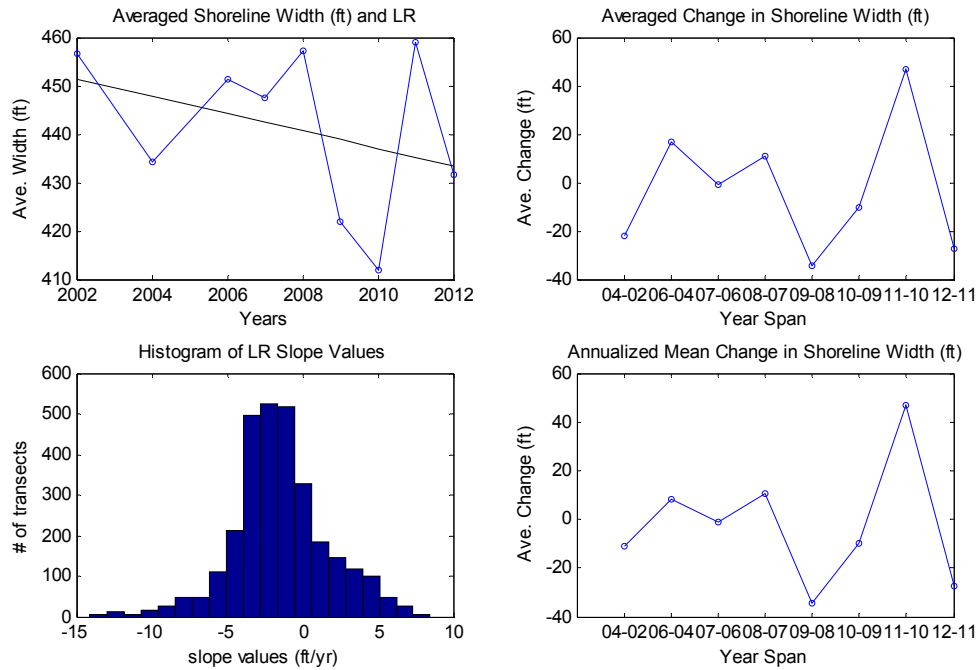 Averaged Shoreline Width (ft) and LR
460
450
440
430
420
410
Ave. Width (ft)
2002 2004 2006 2008 2010 2012
Years
Averaged Change in Shoreline Width (ft)
60
40
20
0
-20
-40
Ave. Change (ft)
04-02 06-04 07-06 08-07 09-08 10-09 11-10 12-11
Year Span
Histogram of LR Slope Values
600
500
400
300
200
100
0
# of transects
-15 -10 -5 0 5 10
slope values (ft/yr)
Annualized Mean Change in Shoreline Width (ft)
60
40
20
0
-20
-40
Ave. Change (ft)
04-02 06-04 07-06 08-07 09-08 10-09 11-10 12-11
Year Span